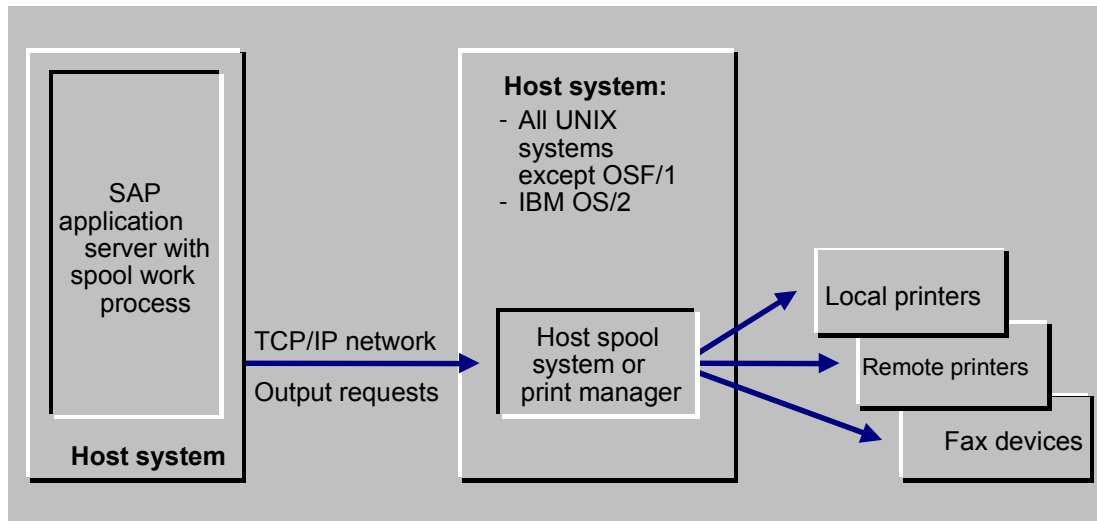 SAP
application
server with
spool work
process
Host system
TCP/IP network
Output requests
Host system:
- All UNIX
systems
except OSF/1
- IBM OS/2
Host spool
system or
print manager
Local printers
Remote printers
Fax devices